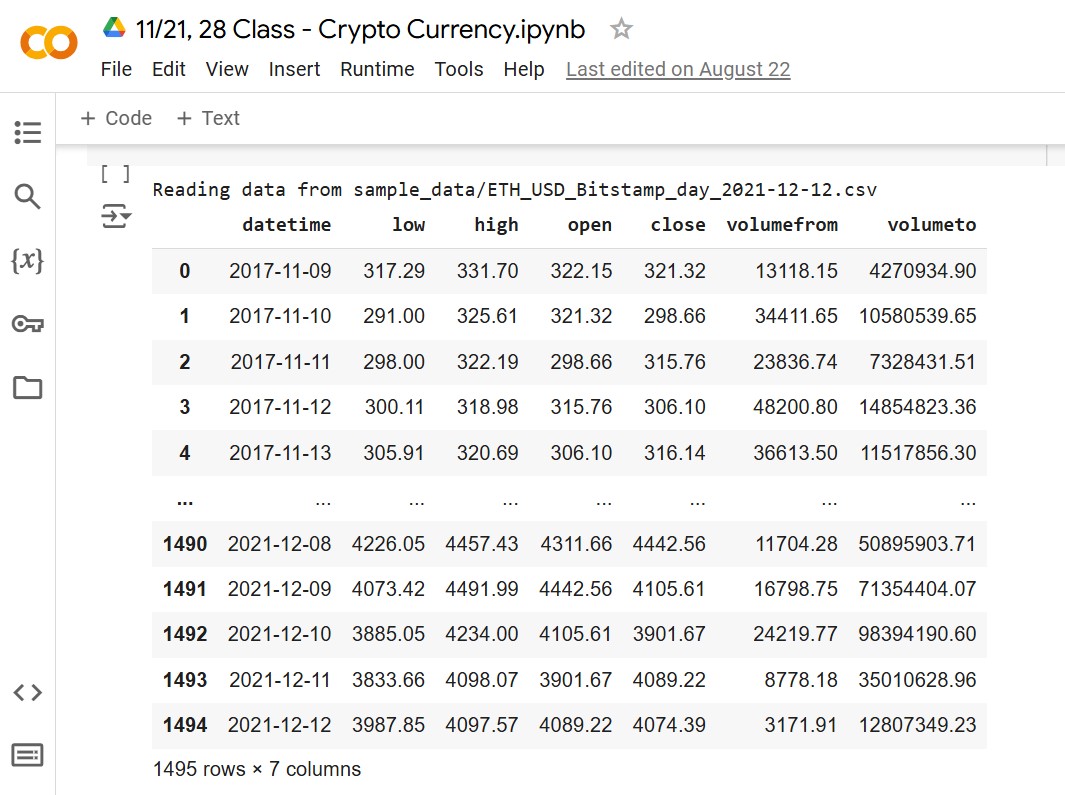 11/21, 28 Class - Crypto Currency.ipynb
File Edit View Insert Runtime Tools Help Last edited on August 22
+ Code + Text
[ ]
Reading data from sample_data/ETH_USD_Bitstamp_day_2021-12-12.csv
datetime low high open close volumefrom volumeto
0 2017-11-09 317.29 331.70 322.15 321.32 13118.15 4270934.90
1 2017-11-10 291.00 325.61 321.32 298.66 34411.65 10580539.65
2 2017-11-11 298.00 322.19 298.66 315.76 23836.74 7328431.51
3 2017-11-12 300.11 318.98 315.76 306.10 48200.80 14854823.36
4 2017-11-13 305.91 320.69 306.10 316.14 36613.50 11517856.30
... ... ... ... ... ... ... ...
1490 2021-12-08 4226.05 4457.43 4311.66 4442.56 11704.28 50895903.71
1491 2021-12-09 4073.42 4491.99 4442.56 4105.61 16798.75 71354404.07
1492 2021-12-10 3885.05 4234.00 4105.61 3901.67 24219.77 98394190.60
1493 2021-12-11 3833.66 4098.07 3901.67 4089.22 8778.18 35010628.96
1494 2021-12-12 3987.85 4097.57 4089.22 4074.39 3171.91 12807349.23
1495 rows × 7 columns
{x}